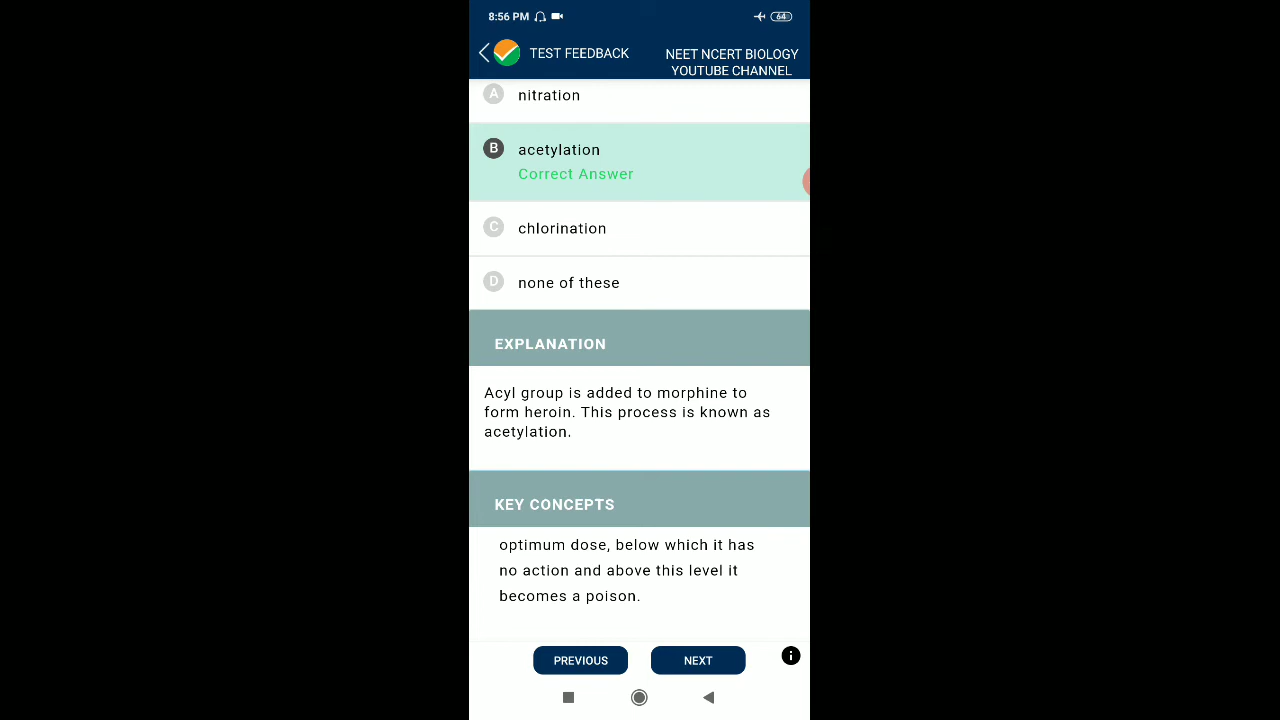 8:56 PM
64
TEST FEEDBACK
NEET NCERT BIOLOGY
YOUTUBE CHANNEL
A nitration
B acetylation
Correct Answer
C chlorination
D none of these
EXPLANATION
Acyl group is added to morphine to
form heroin. This process is known as
acetylation.
KEY CONCEPTS
optimum dose, below which it has
no action and above this level it
becomes a poison.
PREVIOUS
NEXT
i